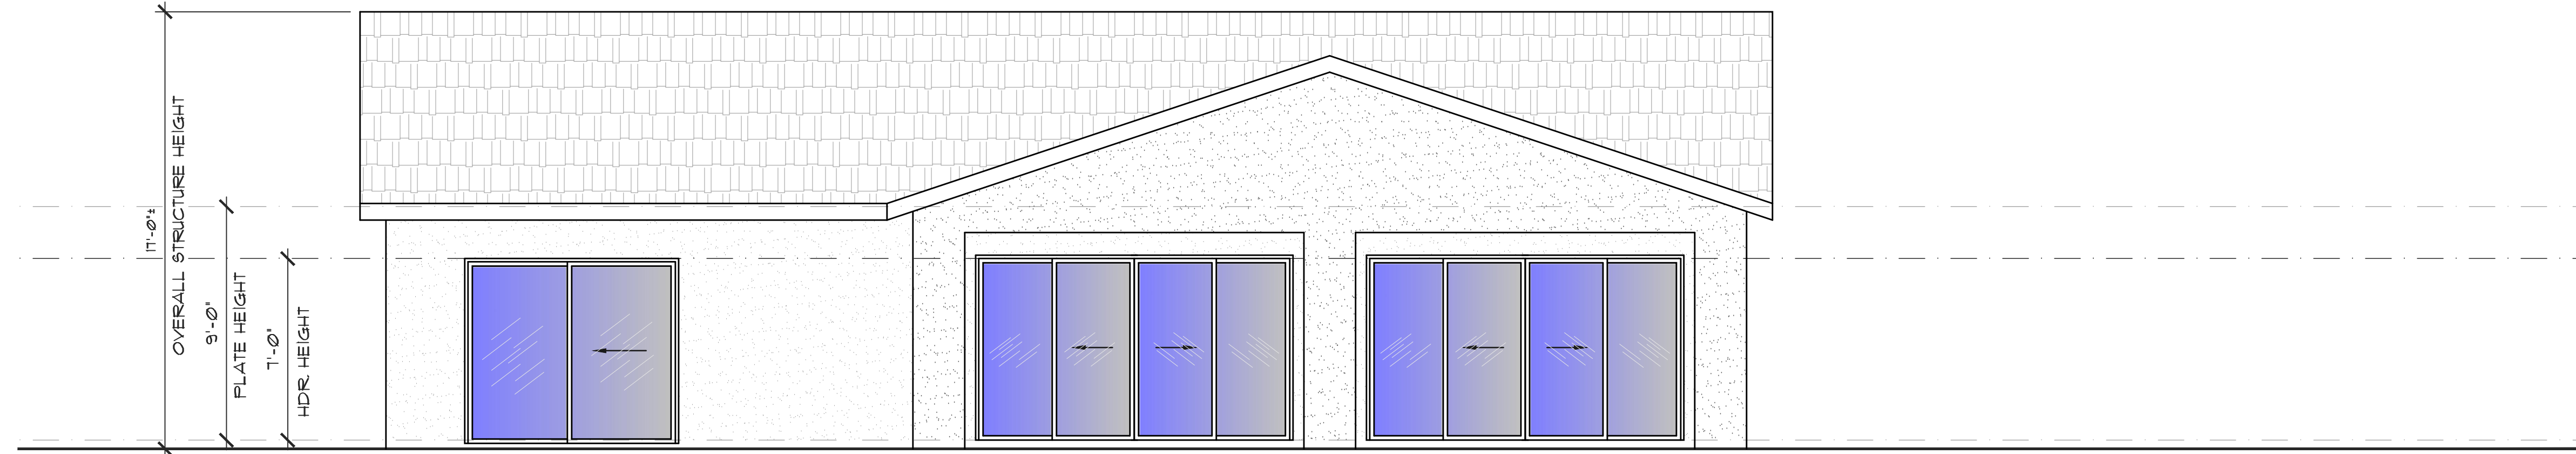 17'-0"±
OVERALL STRUCTURE HEIGHT
9'-0"
PLATE HEIGHT
7'-0"
HDR. HEIGHT